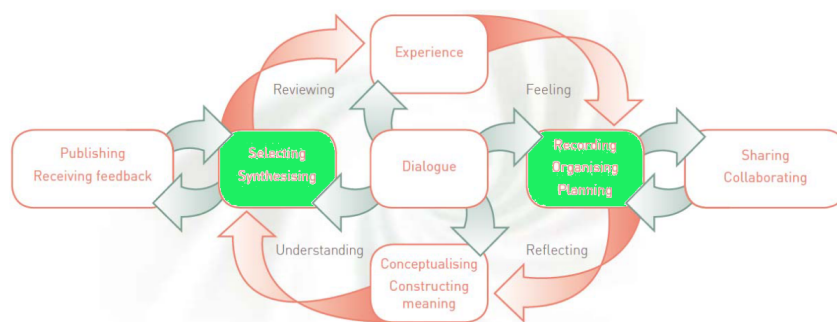 Experience
Reviewing
Feeling
Publishing
Receiving feedback
Selecting
Synthesising
Dialogue
Recording
Organising
Planning
Sharing
Collaborating
Understanding
Conceptualising
Constructing
meaning
Reflecting